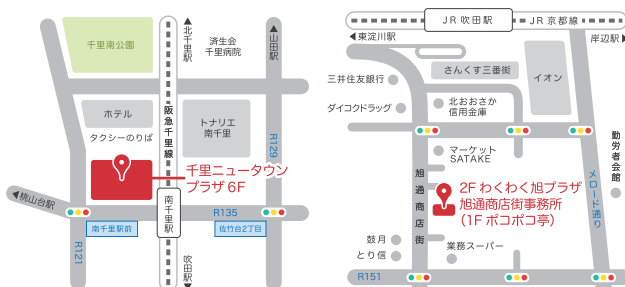 千里南公園
▲北千里駅
済生会
千里病院
▲山田駅
ホテル
阪急千里線
トナリエ
南千里
タクシーのりば
R129
千里ニュータウン
プラザ 6F
◀桃山台駅
南千里駅
R135
南千里駅前
佐竹台2丁目
R121
吹田駅▼
JR吹田駅
JR京都線
◀東淀川駅
岸辺駅▶
さんくす三番街
イオン
三井住友銀行
ダイコクドラッグ
北おおさか
信用金庫
マーケット
SATAKE
勤労者会館
メロード通り
旭通商店街
2F わくわく旭プラザ
旭通商店街事務所
(1F ポコポコ亭)
鼓月
とり信
業務スーパー
R151